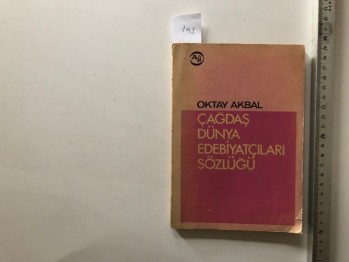 OKTAY AKBAL
ÇAĞDAŞ
DÜNYA
EDEBİYATÇILARI
SÖZLÜĞÜ